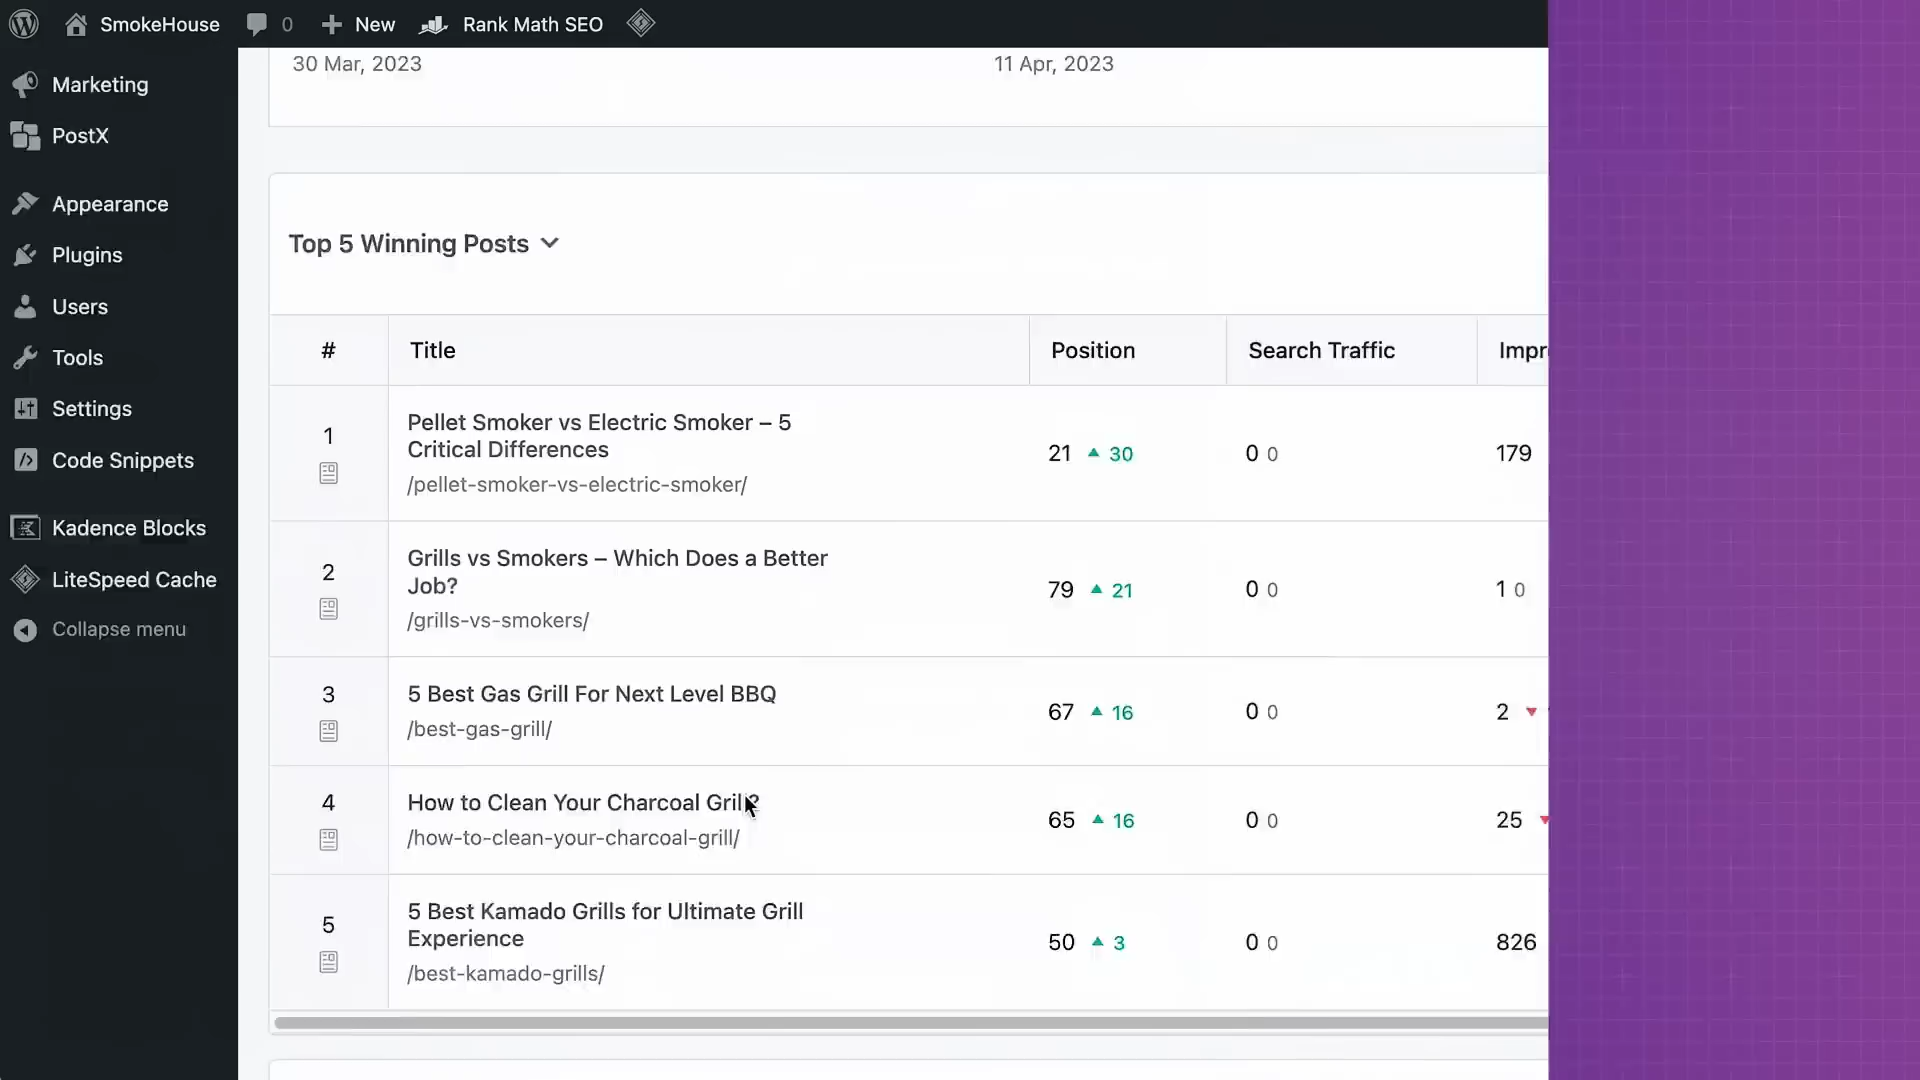 SmokeHouse 0 New Rank Math SEO
Marketing
PostX
Appearance
Plugins
Users
Tools
Settings
Code Snippets
Kadence Blocks
LiteSpeed Cache
Collapse menu
30 Mar, 2023 11 Apr, 2023
Top 5 Winning Posts
# Title Position Search Traffic Impr
1 Pellet Smoker vs Electric Smoker – 5
Critical Differences
/pellet-smoker-vs-electric-smoker/
21 30 0 0 179
2 Grills vs Smokers – Which Does a Better
Job?
/grills-vs-smokers/
79 21 0 0 1 0
3 5 Best Gas Grill For Next Level BBQ
/best-gas-grill/
67 16 0 0 2
4 How to Clean Your Charcoal Grill?
/how-to-clean-your-charcoal-grill/
65 16 0 0 25
5 5 Best Kamado Grills for Ultimate Grill
Experience
/best-kamado-grills/
50 3 0 0 826